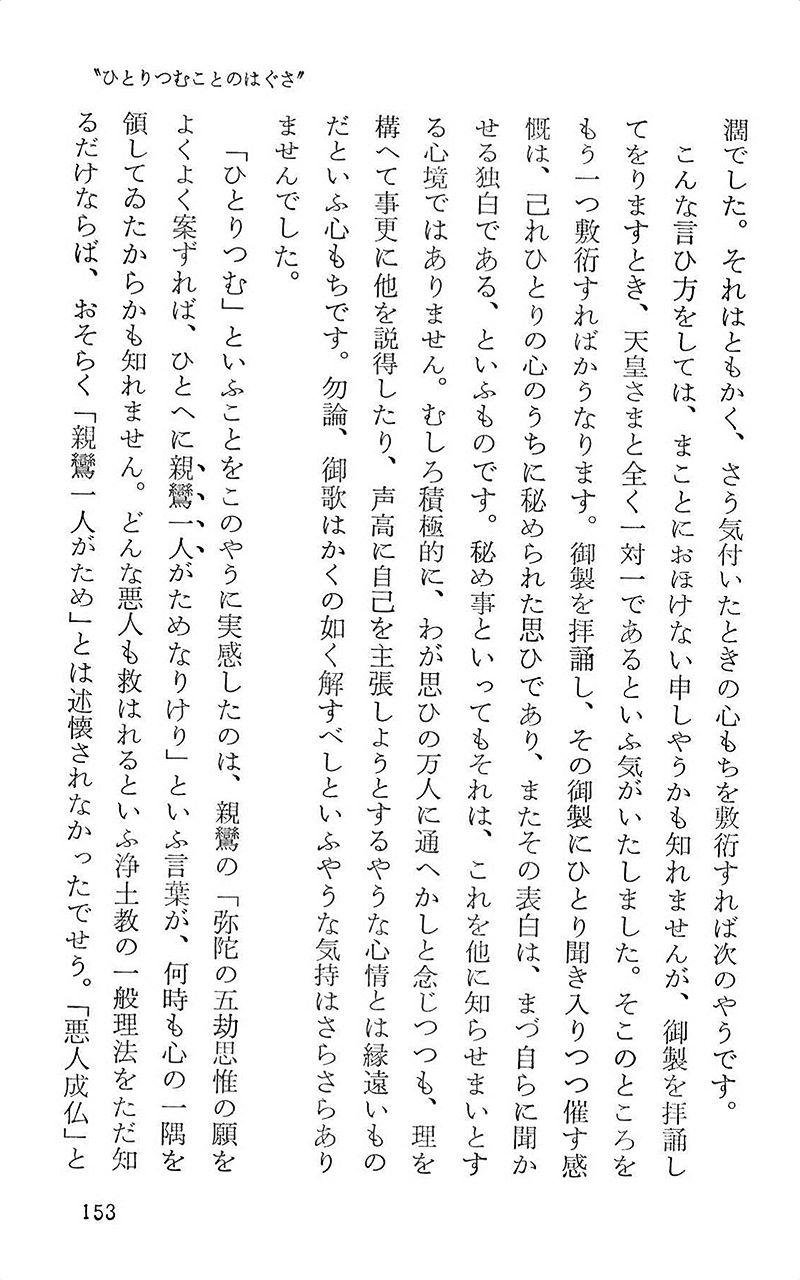 〝ひとりつむことのはぐさ〟
濶でした。それはともかく、さう気付いたときの心もちを敷術すれば次のやうです。
こんな言ひ方をしては、まことにおほけない申しやうかも知れませんが、御製を拝誦し
てをりますとき、天皇さまと全く一対一であるといふ気がいたしました。そこのところを
もう一つ敷術すればかうなります。御製を拝誦し、その御製にひとり聞き入りつつ催す感
慨は、己れひとりの心のうちに秘められた思ひであり、またその表白は、まづ自らに聞か
せる独白である、といふものです。秘め事といってもそれは、これを他に知らせまいとす
る心境ではありません。むしろ積極的に、わが思ひの万人に通へかしと念じつつも、理を
構へて事更に他を説得したり、声高に自己を主張しようとするやうな心情とは縁遠いもの
だといふ心もちです。勿論、御歌はかくの如く解すべしといふやうな気持はさらさらあり
ませんでした。
「ひとりつむ」といふことをこのやうに実感したのは、親鸞の「弥陀の五劫思惟の願を
よくよく案ずれば、ひとへに親鸞一人がためなりけり」といふ言葉が、何時も心の一隅を
領してゐたからかも知れません。どんな悪人も救はれるといふ浄土教の一般理法をただ知
るだけならば、おそらく「親鸞一人がため」とは述懐されなかったでせう。「悪人成仏」と
153